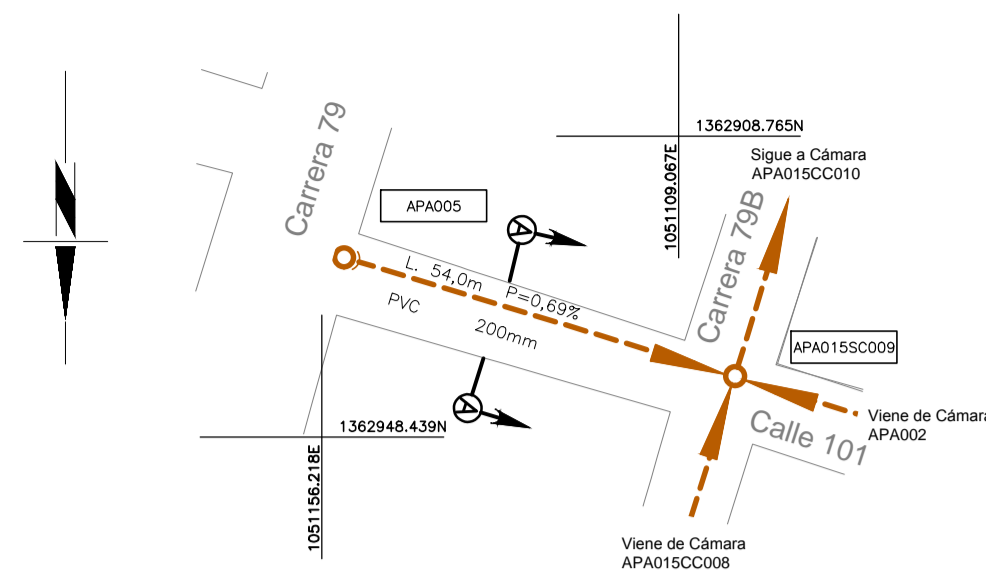 1362908.765N
1051109.067E
Sigue a Cámara
APA015CC010
Carrera 79
APA005
A
Carrera 79B
L. 54,0m P=0,69%
PVC 200mm
APA015SC009
A
1362948.439N
1051156.218E
Viene de Cámara
APA002
Calle 101
Viene de Cámara
APA015CC008